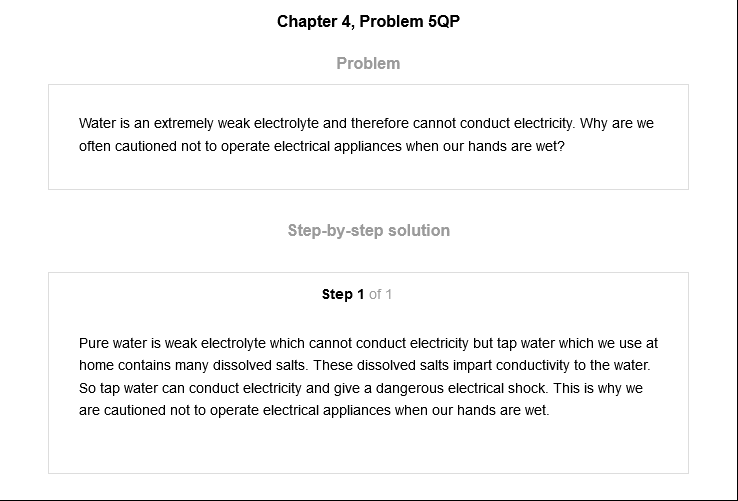 Chapter 4, Problem 5QP
Problem
Water is an extremely weak electrolyte and therefore cannot conduct electricity. Why are we
often cautioned not to operate electrical appliances when our hands are wet?
Step-by-step solution
Step 1 of 1
Pure water is weak electrolyte which cannot conduct electricity but tap water which we use at
home contains many dissolved salts. These dissolved salts impart conductivity to the water.
So tap water can conduct electricity and give a dangerous electrical shock. This is why we
are cautioned not to operate electrical appliances when our hands are wet.